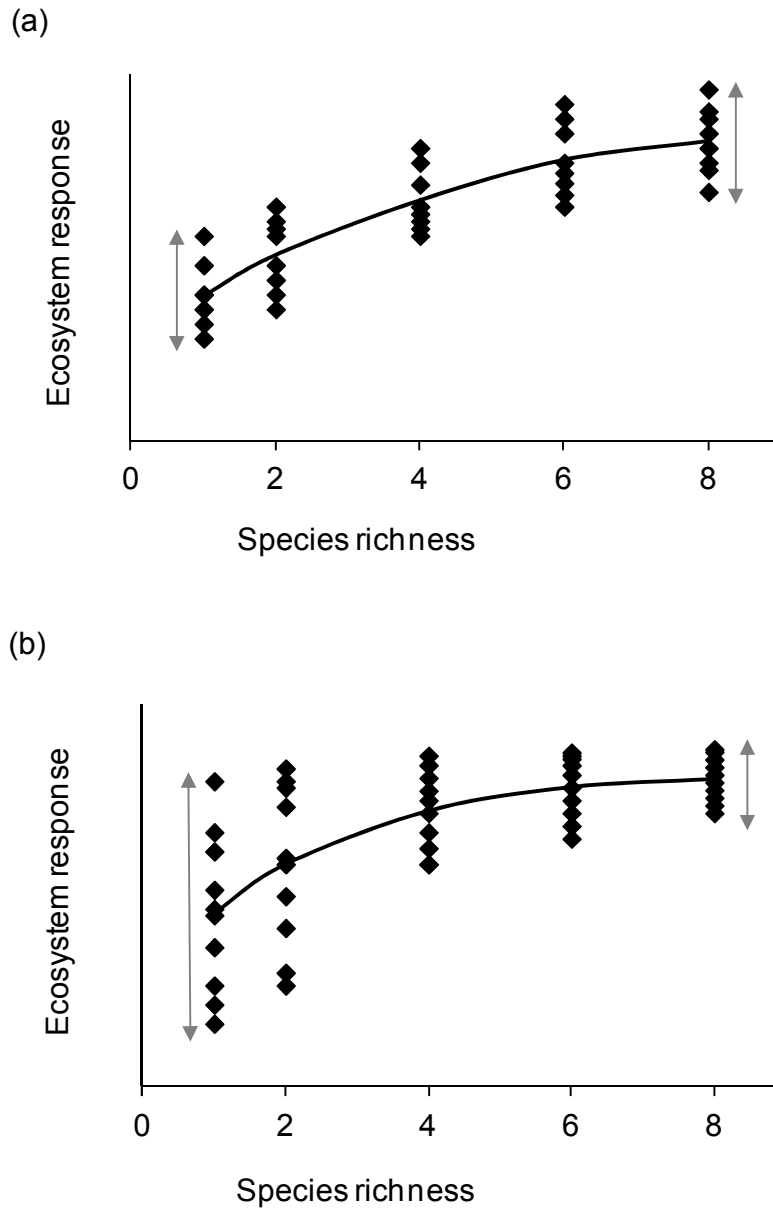 (a)
Ecosystem response
0 2 4 6 8
Species richness
(b)
Ecosystem response
0 2 4 6 8
Species richness